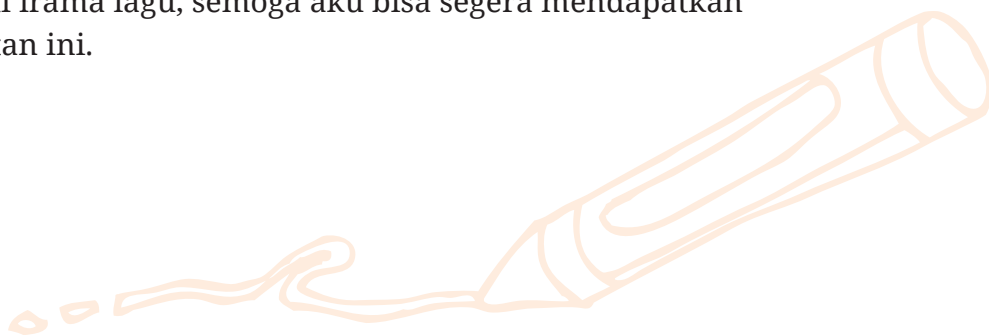 irama lagu, semoga aku bisa segera mendapatkan
an ini.